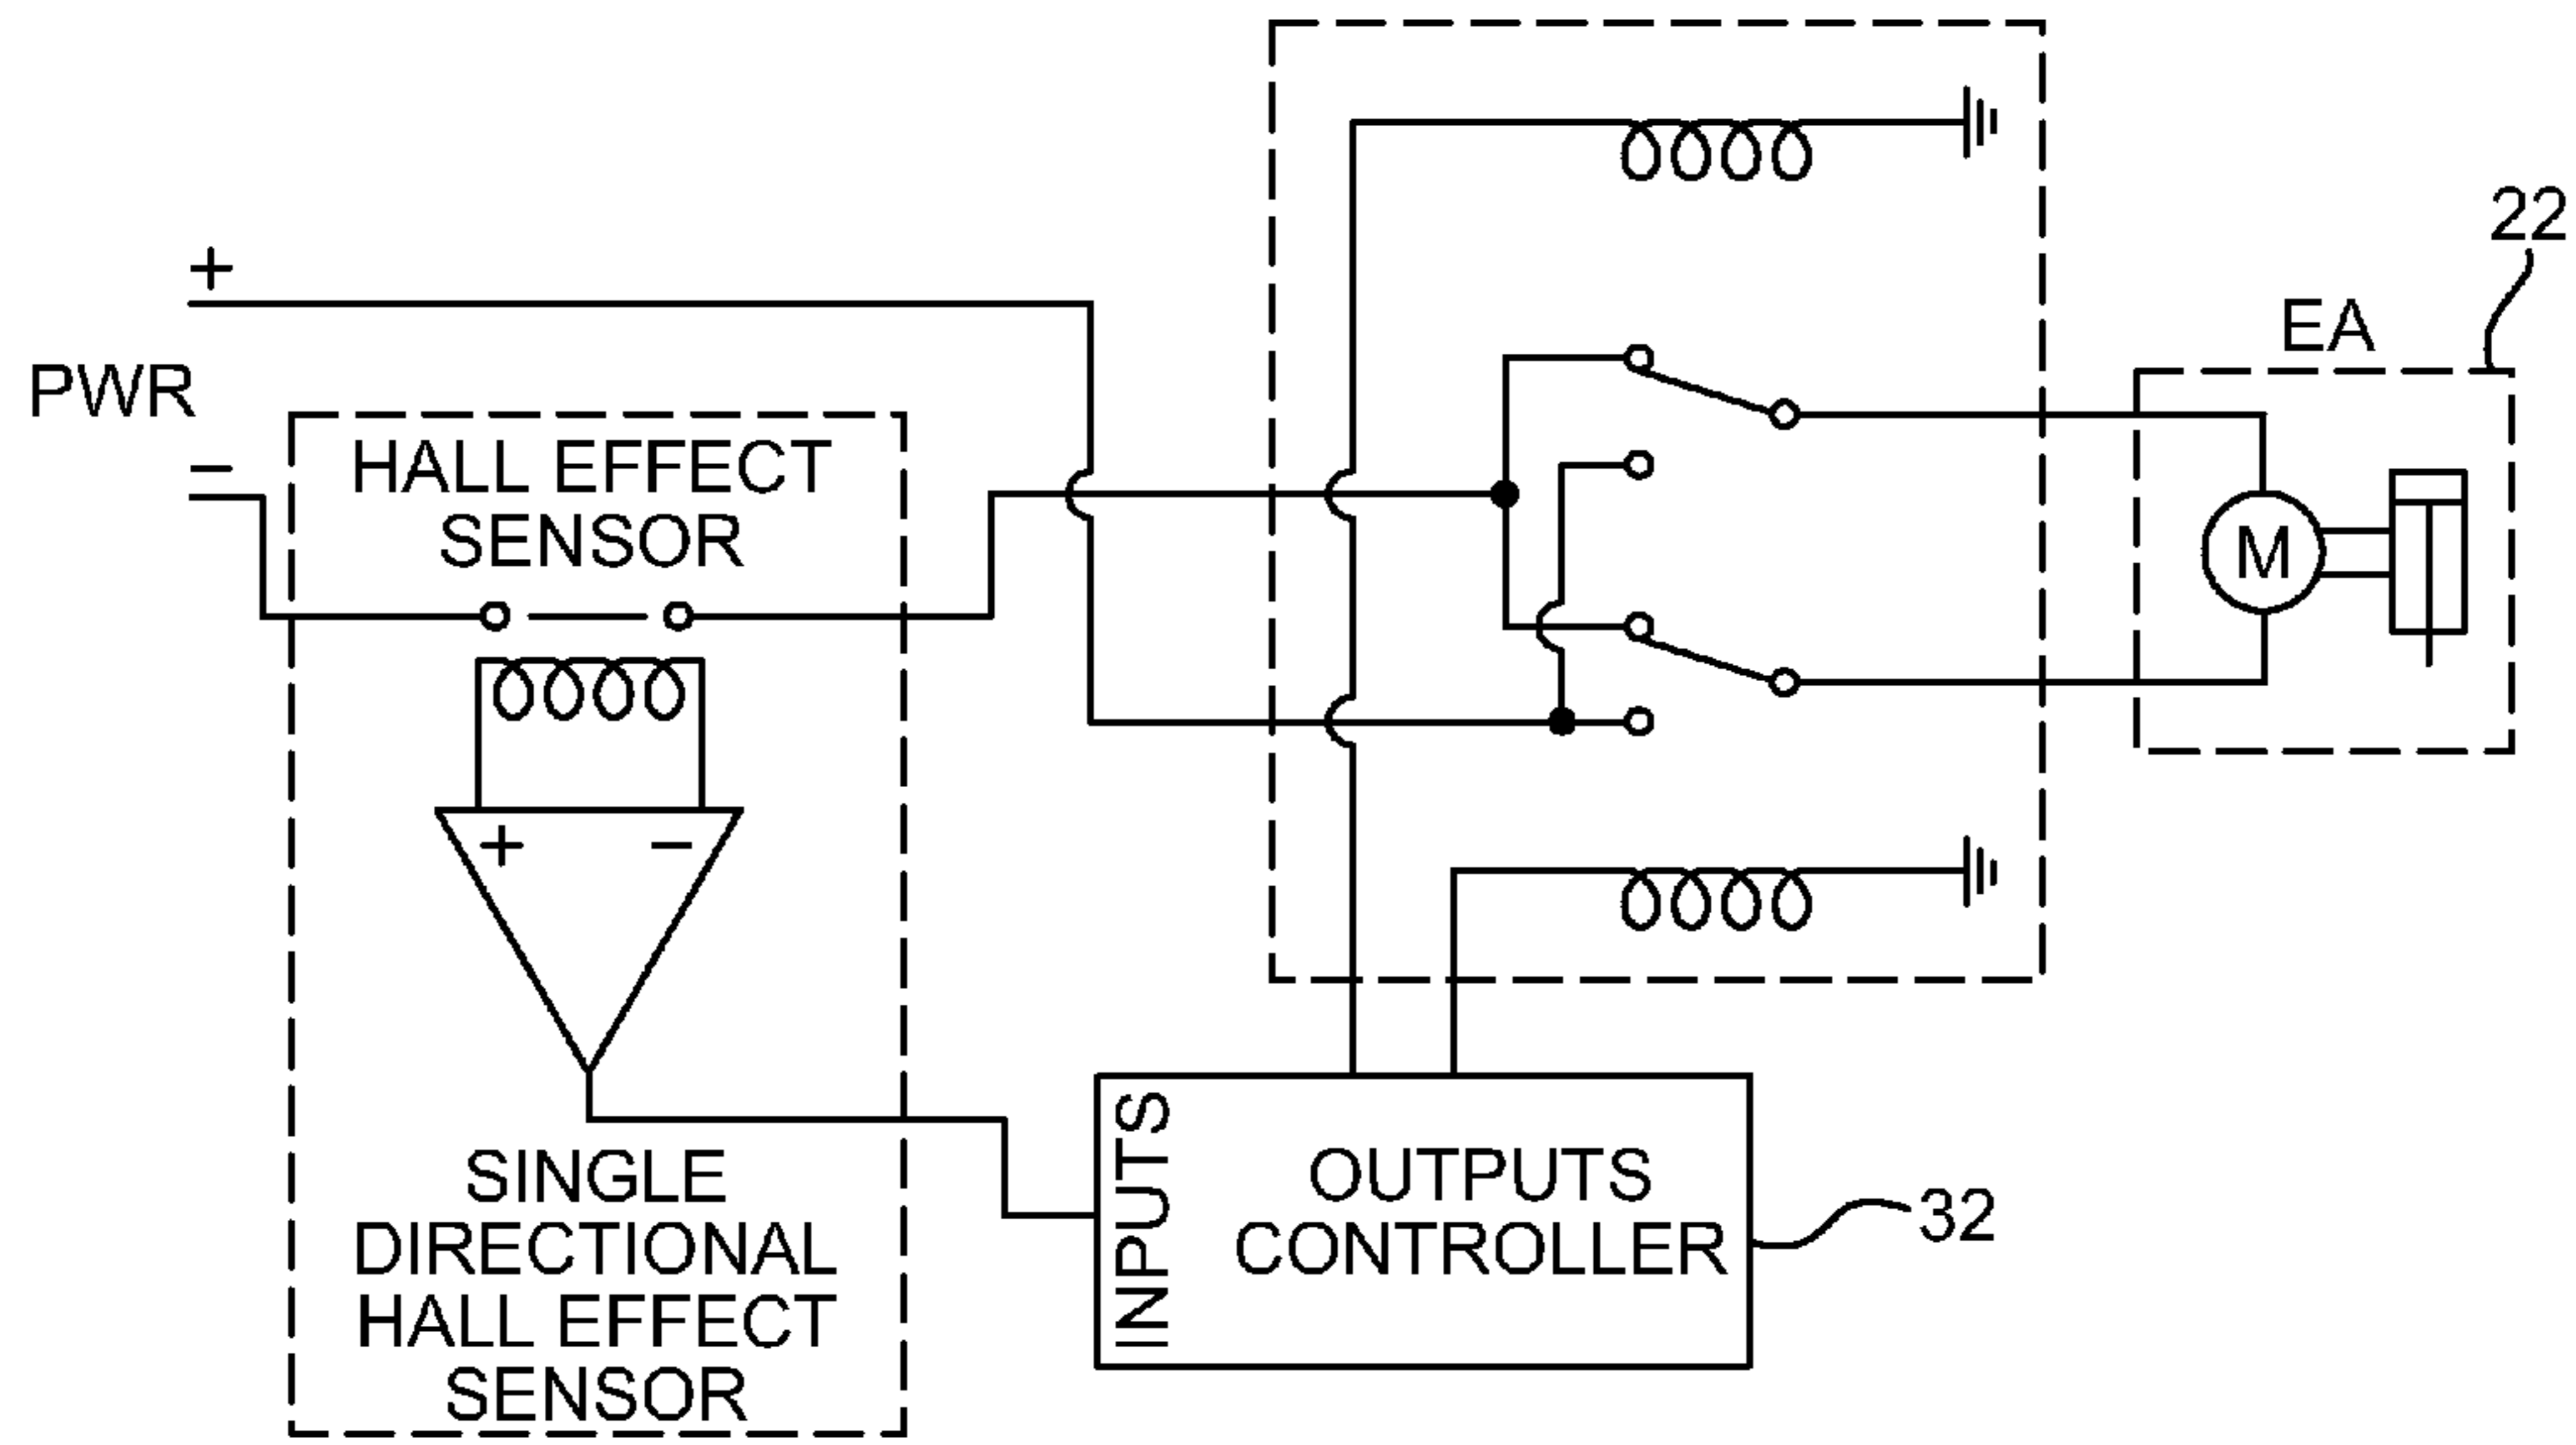 +
PWR
−
HALL EFFECT
SENSOR
+ −
SINGLE
DIRECTIONAL
HALL EFFECT
SENSOR
INPUTS
OUTPUTS
CONTROLLER
32
EA
22
M